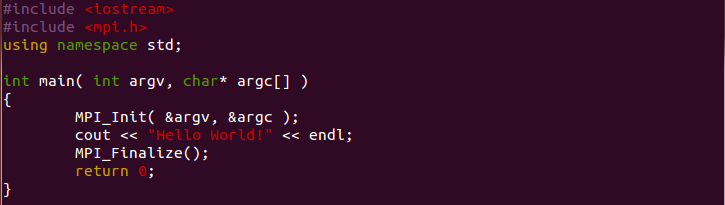 #include <iostream>
#include <mpi.h>
using namespace std;
int main( int argv, char* argc[] )
{
MPI_Init( &argv, &argc );
cout << "Hello World!" << endl;
MPI_Finalize();
return 0;
}